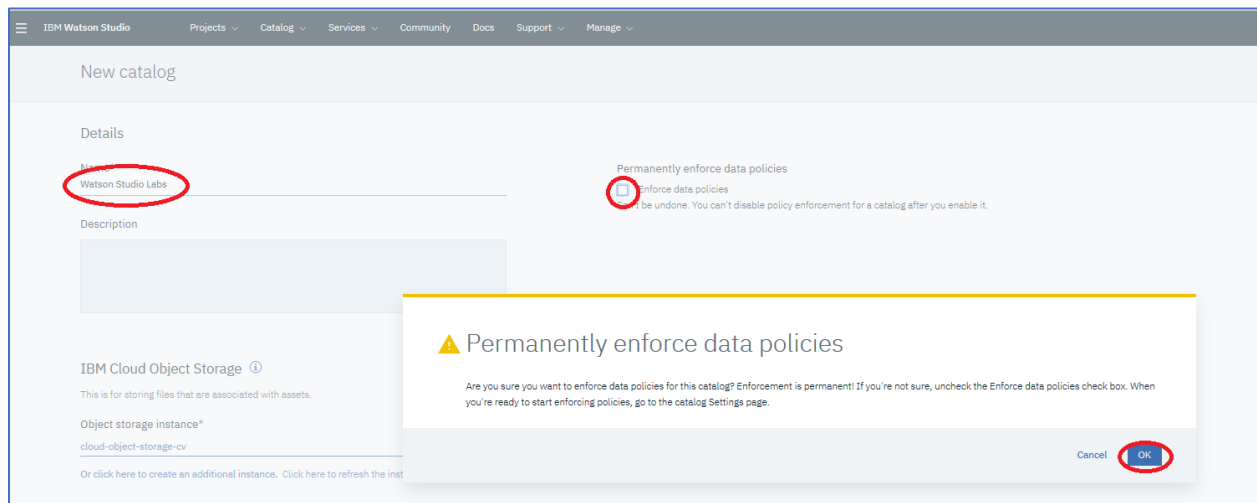 IBM Watson Studio Projects Catalog Services Community Docs Support Manage
New catalog
Details
Name*
Watson Studio Labs
Permanently enforce data policies
Enforce data policies
Can't be undone. You can't disable policy enforcement for a catalog after you enable it.
Description
Permanently enforce data policies
Are you sure you want to enforce data policies for this catalog? Enforcement is permanent! If you're not sure, uncheck the Enforce data policies check box. When
you're ready to start enforcing policies, go to the catalog Settings page.
Cancel OK
IBM Cloud Object Storage
This is for storing files that are associated with assets.
Object storage instance*
cloud-object-storage-cv
Or click here to create an additional instance. Click here to refresh the inst